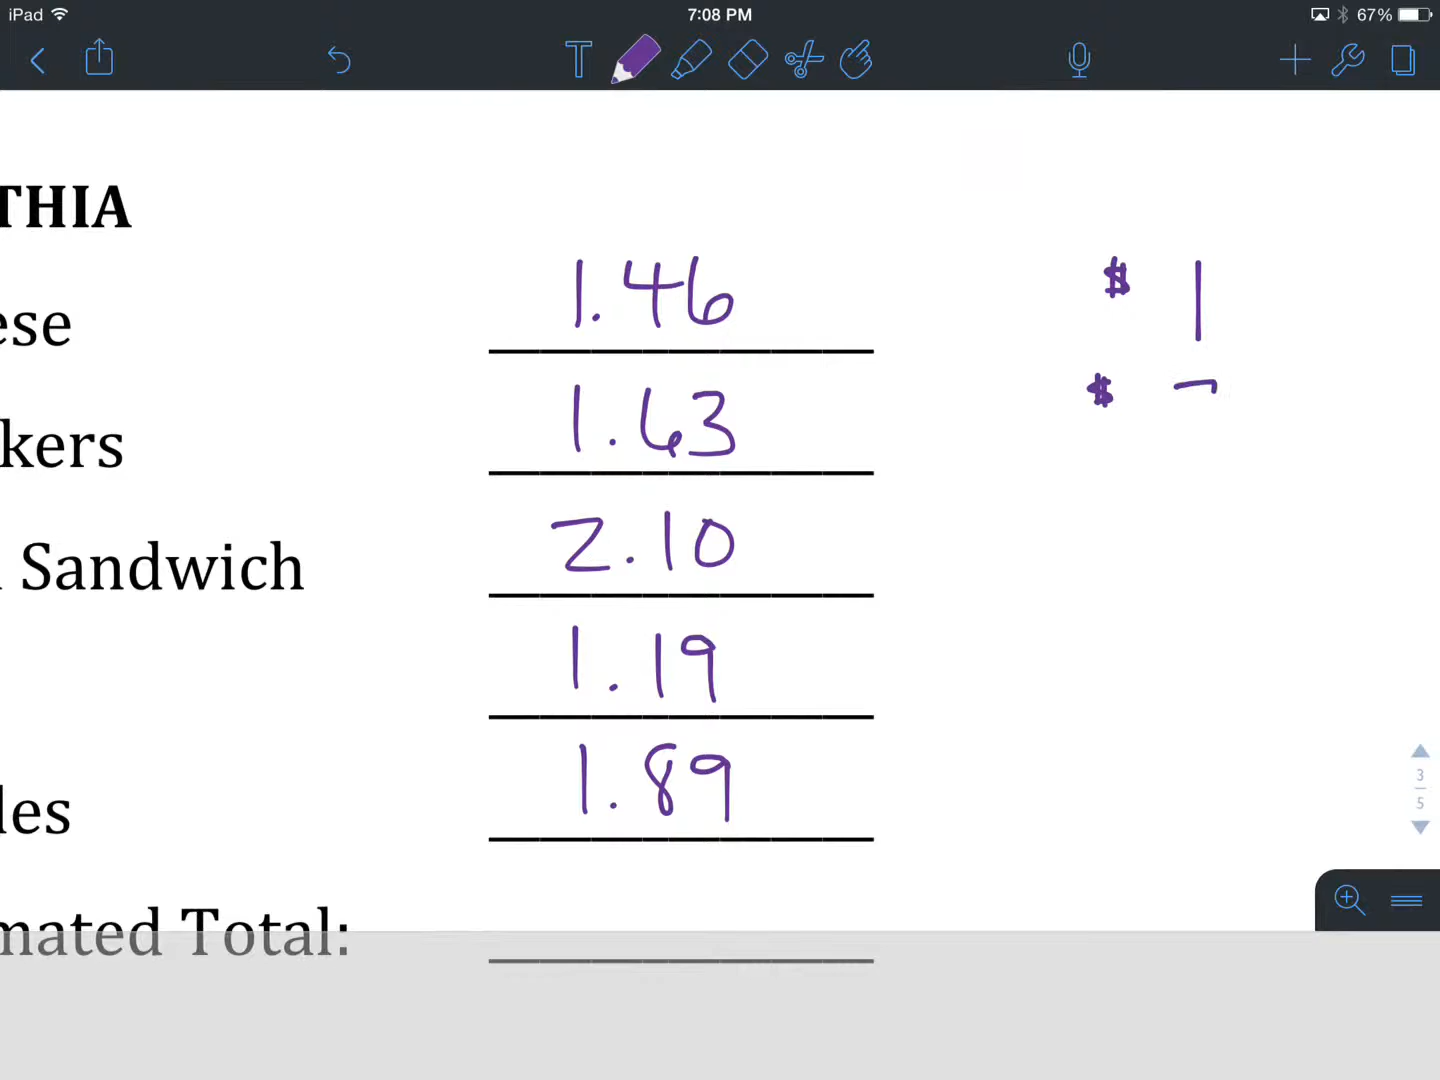 iPad 7:08 PM 67%
THIA
1.46 $ 1
ese
1.63 $
kers
2.10
Sandwich
1.19
1.89
3
5
les
mated Total: